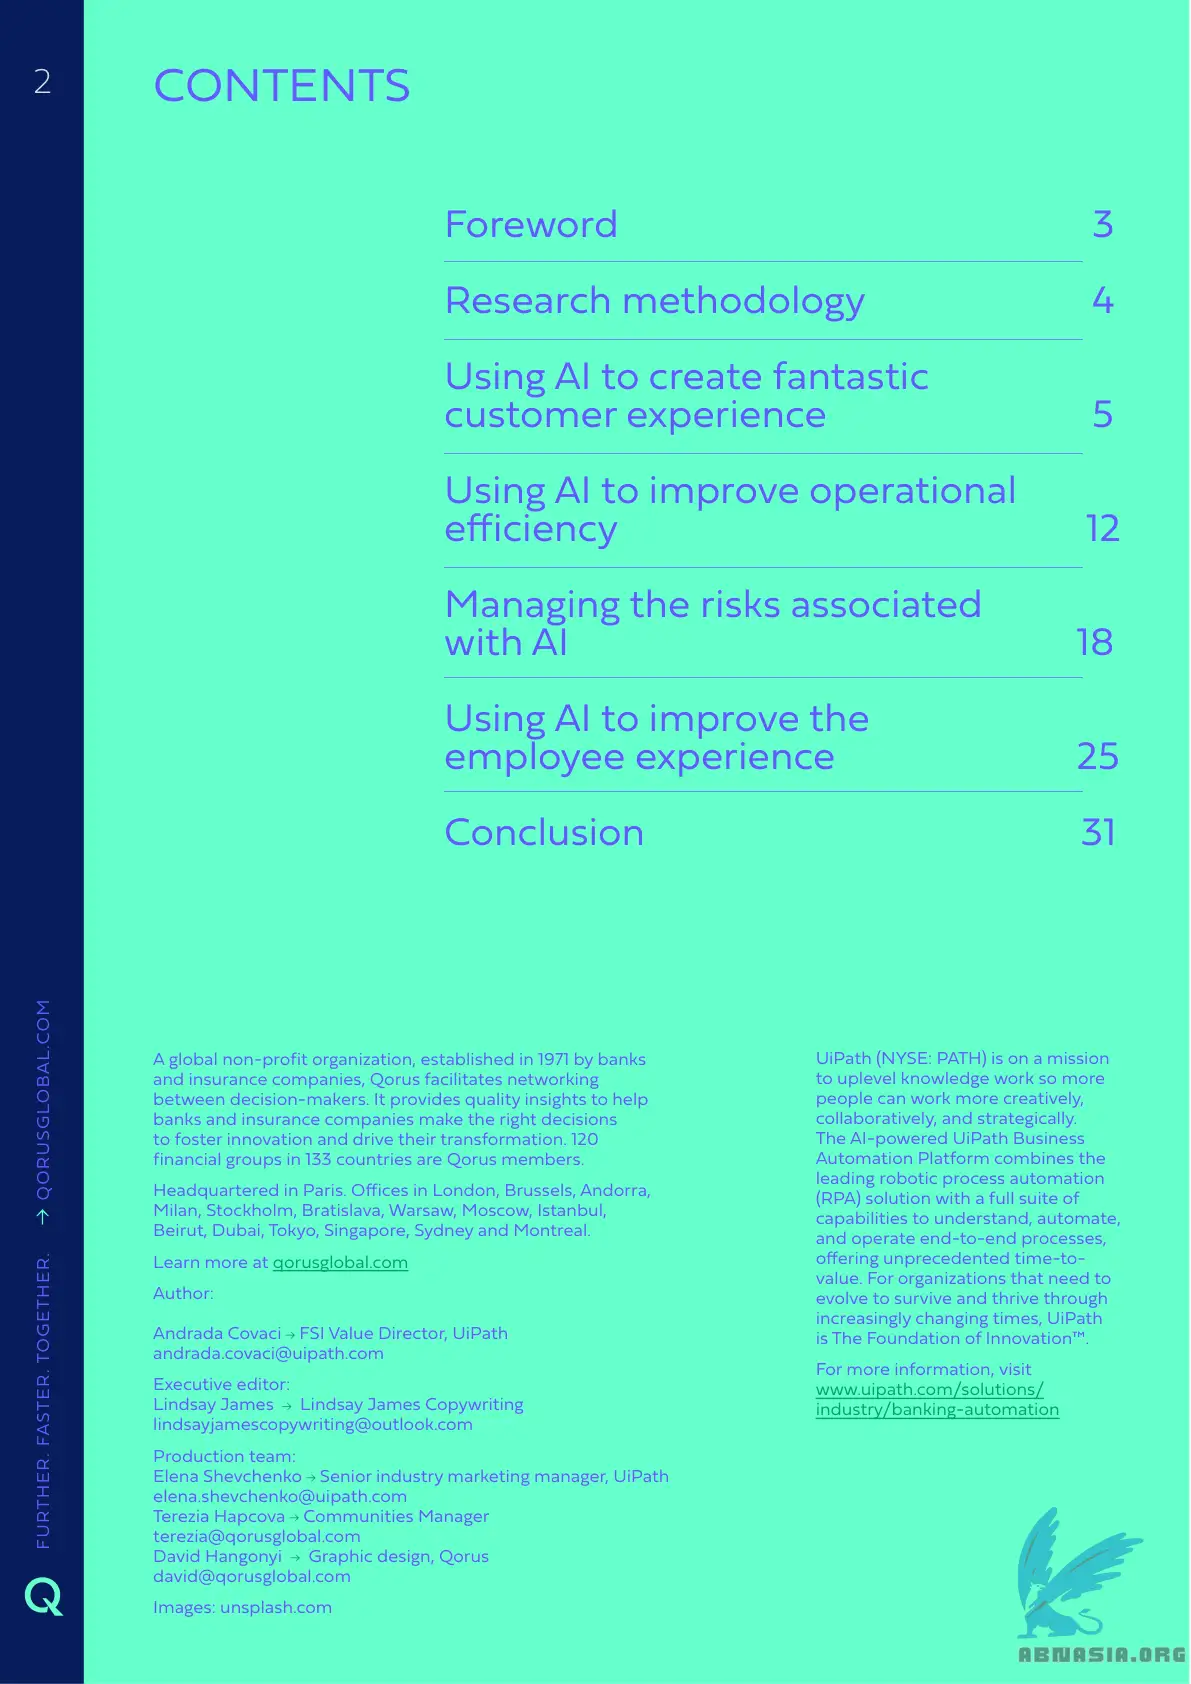 2
CONTENTS
Foreword 3
Research methodology 4
Using AI to create fantastic
customer experience 5
Using AI to improve operational
efficiency 12
Managing the risks associated
with AI 18
Using AI to improve the
employee experience 25
Conclusion 31
A global non-profit organization, established in 1971 by banks
and insurance companies, Qorus facilitates networking
between decision-makers. It provides quality insights to help
banks and insurance companies make the right decisions
to foster innovation and drive their transformation. 120
financial groups in 133 countries are Qorus members.
Headquartered in Paris. Offices in London, Brussels, Andorra,
Milan, Stockholm, Bratislava, Warsaw, Moscow, Istanbul,
Beirut, Dubai, Tokyo, Singapore, Sydney and Montreal.
Learn more at qorusglobal.com
Author:
Andrada Covaci → FSI Value Director, UiPath
andrada.covaci@uipath.com
Executive editor:
Lindsay James → Lindsay James Copywriting
lindsayjamescopywriting@outlook.com
Production team:
Elena Shevchenko → Senior industry marketing manager, UiPath
elena.shevchenko@uipath.com
Terezia Hapcova → Communities Manager
terezia@qorusglobal.com
David Hangonyi → Graphic design, Qorus
david@qorusglobal.com
Images: unsplash.com
UiPath (NYSE: PATH) is on a mission
to uplevel knowledge work so more
people can work more creatively,
collaboratively, and strategically.
The AI-powered UiPath Business
Automation Platform combines the
leading robotic process automation
(RPA) solution with a full suite of
capabilities to understand, automate,
and operate end-to-end processes,
offering unprecedented time-to-
value. For organizations that need to
evolve to survive and thrive through
increasingly changing times, UiPath
is The Foundation of Innovation™.
For more information, visit
www.uipath.com/solutions/
industry/banking-automation
FURTHER. FASTER. TOGETHER. → QORUSGLOBAL.COM
Q
ABNASIA.ORG